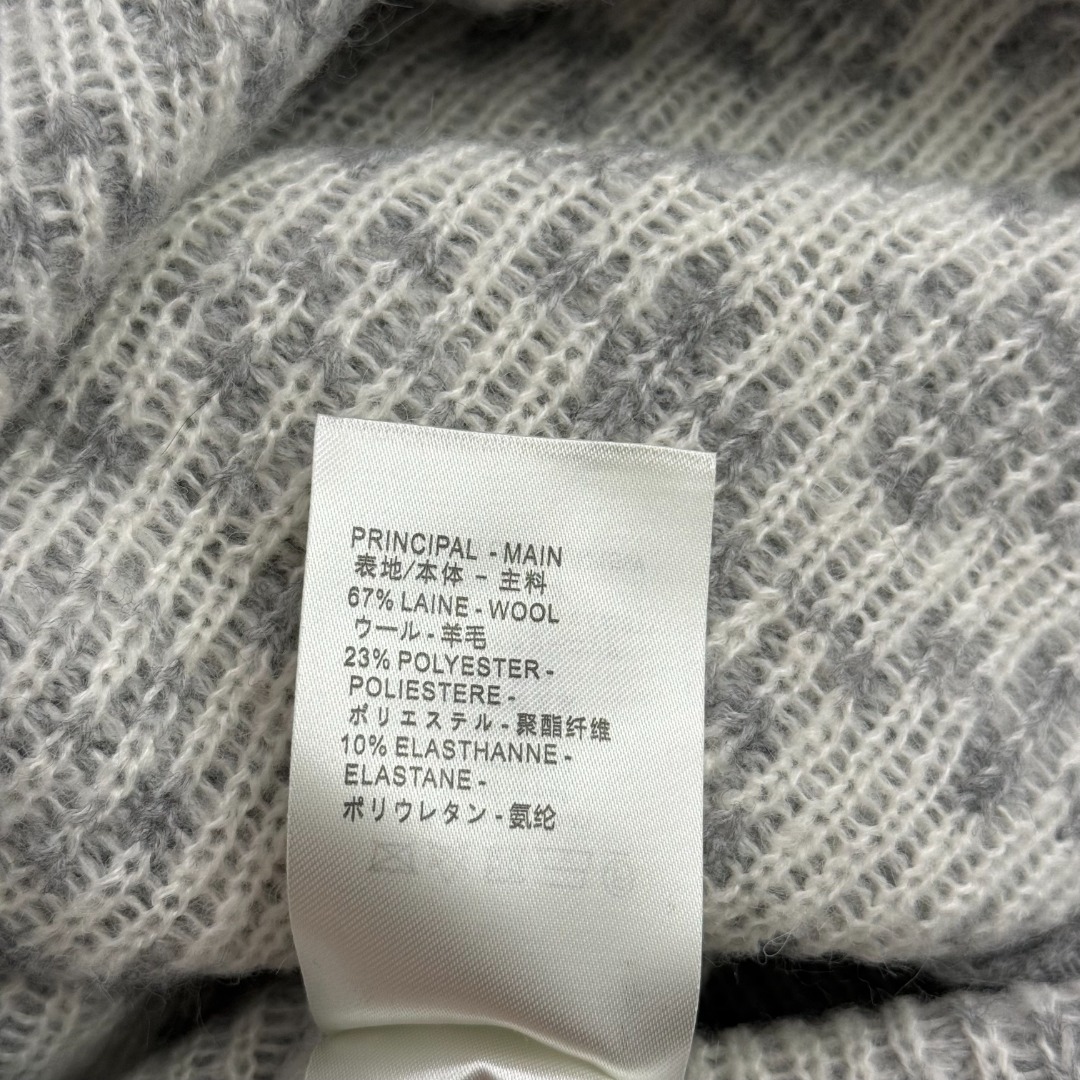 PRINCIPAL - MAIN
表地/本体 - 主料
67% LAINE - WOOL
ウール - 羊毛
23% POLYESTER -
POLIESTERE -
ポリエステル - 聚酯纤维
10% ELASTHANNE -
ELASTANE -
ポリウレタン - 氨纶